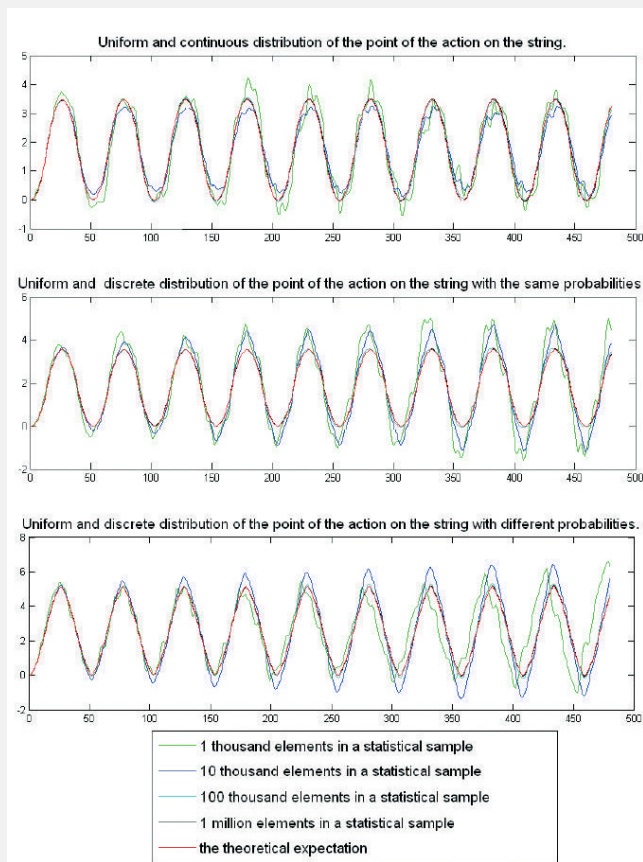 Uniform and continuous distribution of the point of the action on the string.
5
4
3
2
1
0
-1
0 50 100 150 200 250 300 350 400 450 500
Uniform and discrete distribution of the point of the action on the string with the same probabilities
6
4
2
0
-2
0 50 100 150 200 250 300 350 400 450 500
Uniform and discrete distribution of the point of the action on the string with different probabilities.
8
6
4
2
0
-2
0 50 100 150 200 250 300 350 400 450 500
1 thousand elements in a statistical sample
10 thousand elements in a statistical sample
100 thousand elements in a statistical sample
1 million elements in a statistical sample
the theoretical expectation